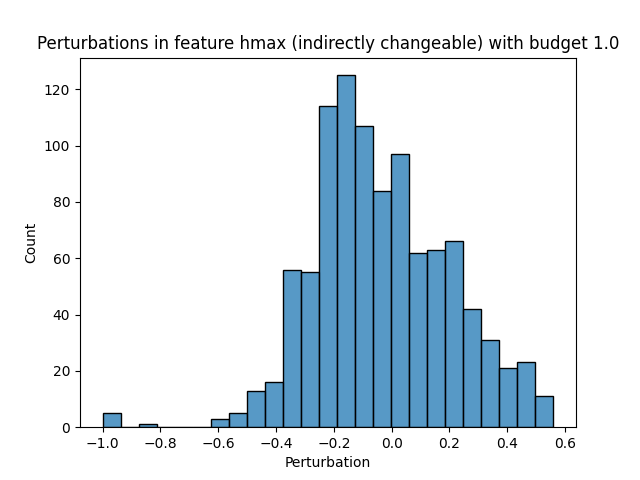 Perturbations in feature hmax (indirectly changeable) with budget 1.0
120
100
80
60
40
20
0
Count
−1.0 −0.8 −0.6 −0.4 −0.2 0.0 0.2 0.4 0.6
Perturbation